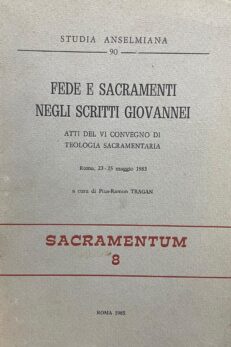 STUDIA ANSELMIANA
90
FEDE E SACRAMENTI
NEGLI SCRITTI GIOVANNEI
ATTI DEL VI CONVEGNO DI
TEOLOGIA SACRAMENTARIA
Roma, 23-25 maggio 1983
a cura di Pius-Ramon TRAGAN
SACRAMENTUM
8
ROMA 1985